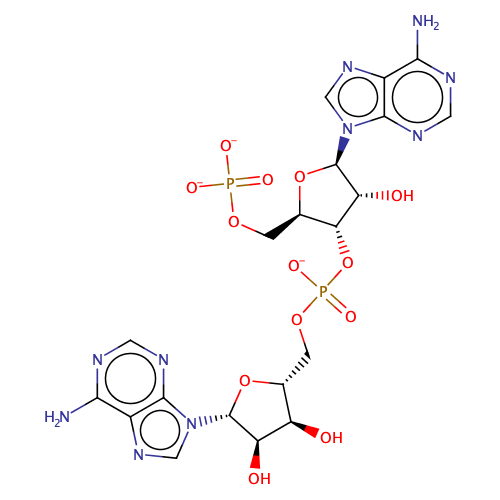 NH₂
N N
N N
O⁻
O⁻ P O O OH
O O
O⁻ P O
O
N N O
H₂N N OH
N N OH